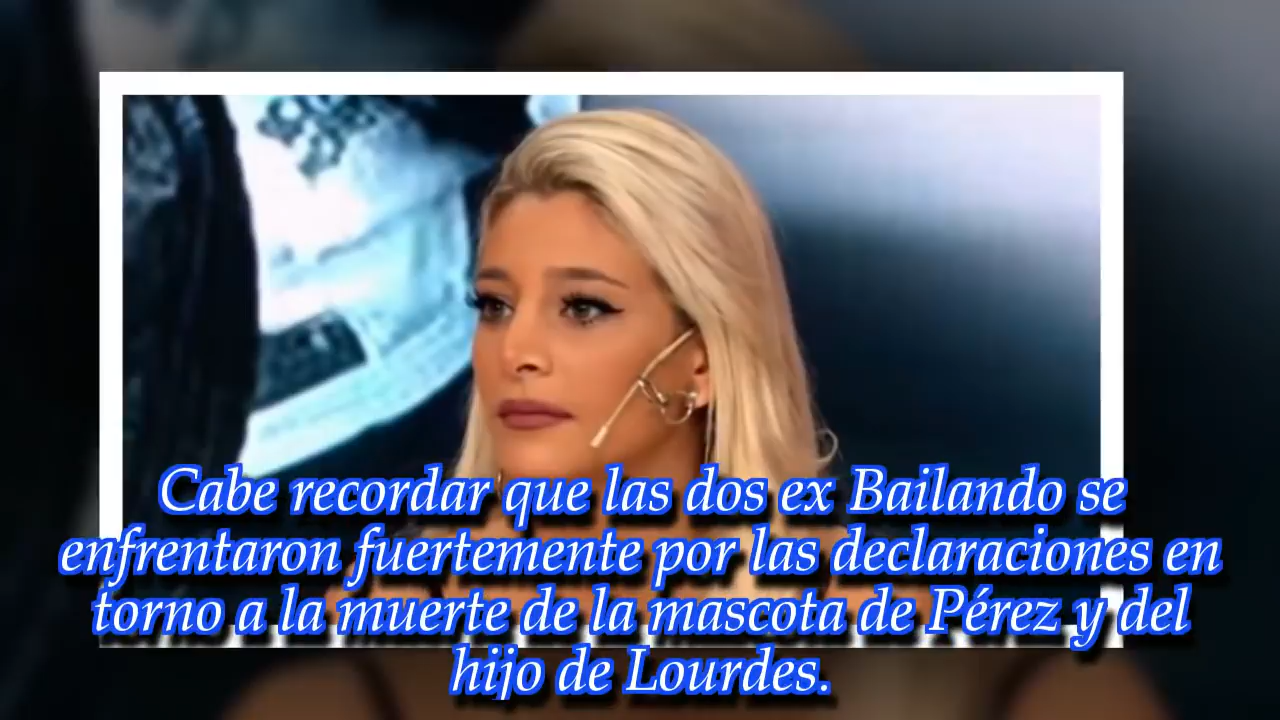 Cabe recordar que las dos ex Bailando se
enfrentaron fuertemente por las declaraciones en
torno a la muerte de la mascota de Pérez y del
hijo de Lourdes.